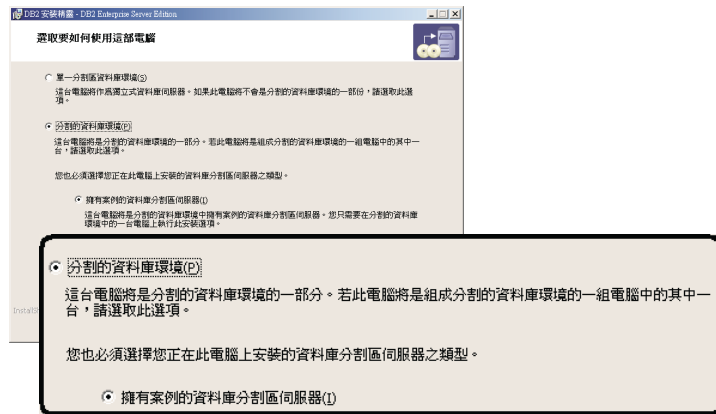 DB2 安裝精靈 - DB2 Enterprise Server Edition
選取要如何使用這部電腦
單一分割區資料庫環境(S)
這台電腦將作為獨立式資料庫伺服器。如果此電腦將不會是分割的資料庫環境的一部份，請選取此選
項。
分割的資料庫環境(P)
這台電腦將是分割的資料庫環境的一部分。若此電腦將是組成分割的資料庫環境的一組電腦中的其中一
台，請選取此選項。
您也必須選擇您正在此電腦上安裝的資料庫分割區伺服器之類型。
擁有案例的資料庫分割區伺服器(I)
這台電腦將是分割的資料庫環境中擁有案例的資料庫分割區伺服器。您只需要在分割的資料庫
環境中的一台電腦上執行此安裝選項。
分割的資料庫環境(P)
這台電腦將是分割的資料庫環境的一部分。若此電腦將是組成分割的資料庫環境的一組電腦中的其中一
台，請選取此選項。
InstallS
您也必須選擇您正在此電腦上安裝的資料庫分割區伺服器之類型。
擁有案例的資料庫分割區伺服器(I)